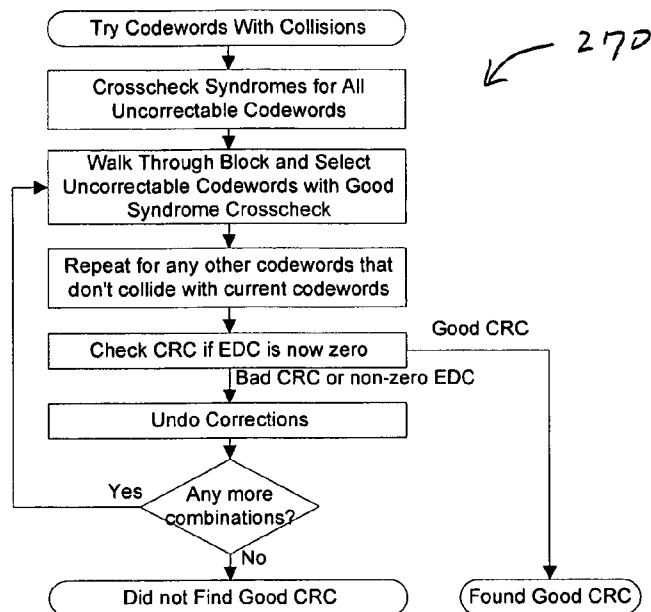 Try Codewords With Collisions
270
Crosscheck Syndromes for All
Uncorrectable Codewords
Walk Through Block and Select
Uncorrectable Codewords with Good
Syndrome Crosscheck
Repeat for any other codewords that
don't collide with current codewords
Good CRC
Check CRC if EDC is now zero
Bad CRC or non-zero EDC
Undo Corrections
Yes
Any more
combinations?
No
Did not Find Good CRC
Found Good CRC